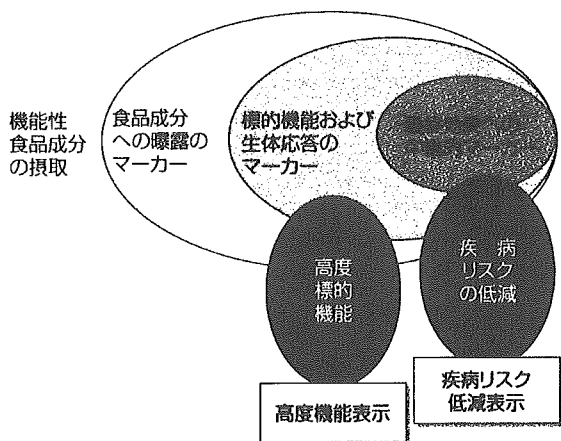 機能性
食品成分
の摂取
食品成分
への曝露の
マーカー
標的機能および
生体応答の
マーカー
高度
標的
機能
疾 病
リスク
の低減
高度機能表示
疾病リスク
低減表示